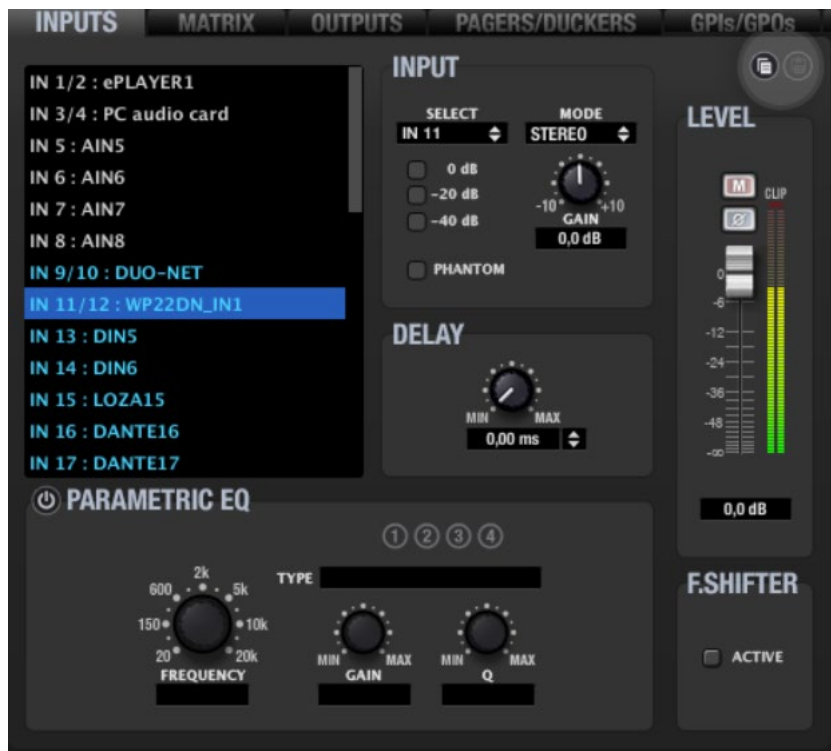 INPUTS MATRIX OUTPUTS PAGERS/DUCKERS GPIs/GPOs
IN 1/2 : ePLAYER1
IN 3/4 : PC audio card
IN 5 : AIN5
IN 6 : AIN6
IN 7 : AIN7
IN 8 : AIN8
IN 9/10 : DUO-NET
IN 11/12 : WP22DN_IN1
IN 13 : DIN5
IN 14 : DIN6
IN 15 : LOZA15
IN 16 : DANTE16
IN 17 : DANTE17
INPUT
SELECT MODE
IN 11 STEREO
0 dB
-20 dB
-40 dB
-10 +10
GAIN
0,0 dB
PHANTOM
DELAY
MIN MAX
0,00 ms
LEVEL
M CLIP
Ø
0
-6
-12
-24
-36
-48
-∞
0,0 dB
PARAMETRIC EQ
1 2 3 4
TYPE
2k
600 5k
150 10k
20 20k
FREQUENCY
MIN MAX
GAIN
MIN MAX
Q
F.SHIFTER
ACTIVE